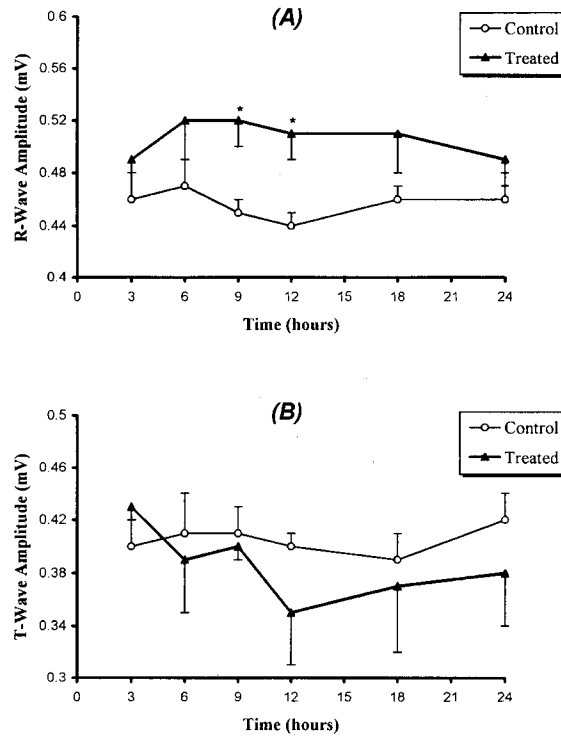 (A)
Control
Treated
R-Wave Amplitude (mV)
0.6
0.56
0.52
0.48
0.44
0.4
* *
0 3 6 9 12 15 18 21 24
Time (hours)
(B)
Control
Treated
T-Wave Amplitude (mV)
0.5
0.46
0.42
0.38
0.34
0.3
0 3 6 9 12 15 18 21 24
Time (hours)